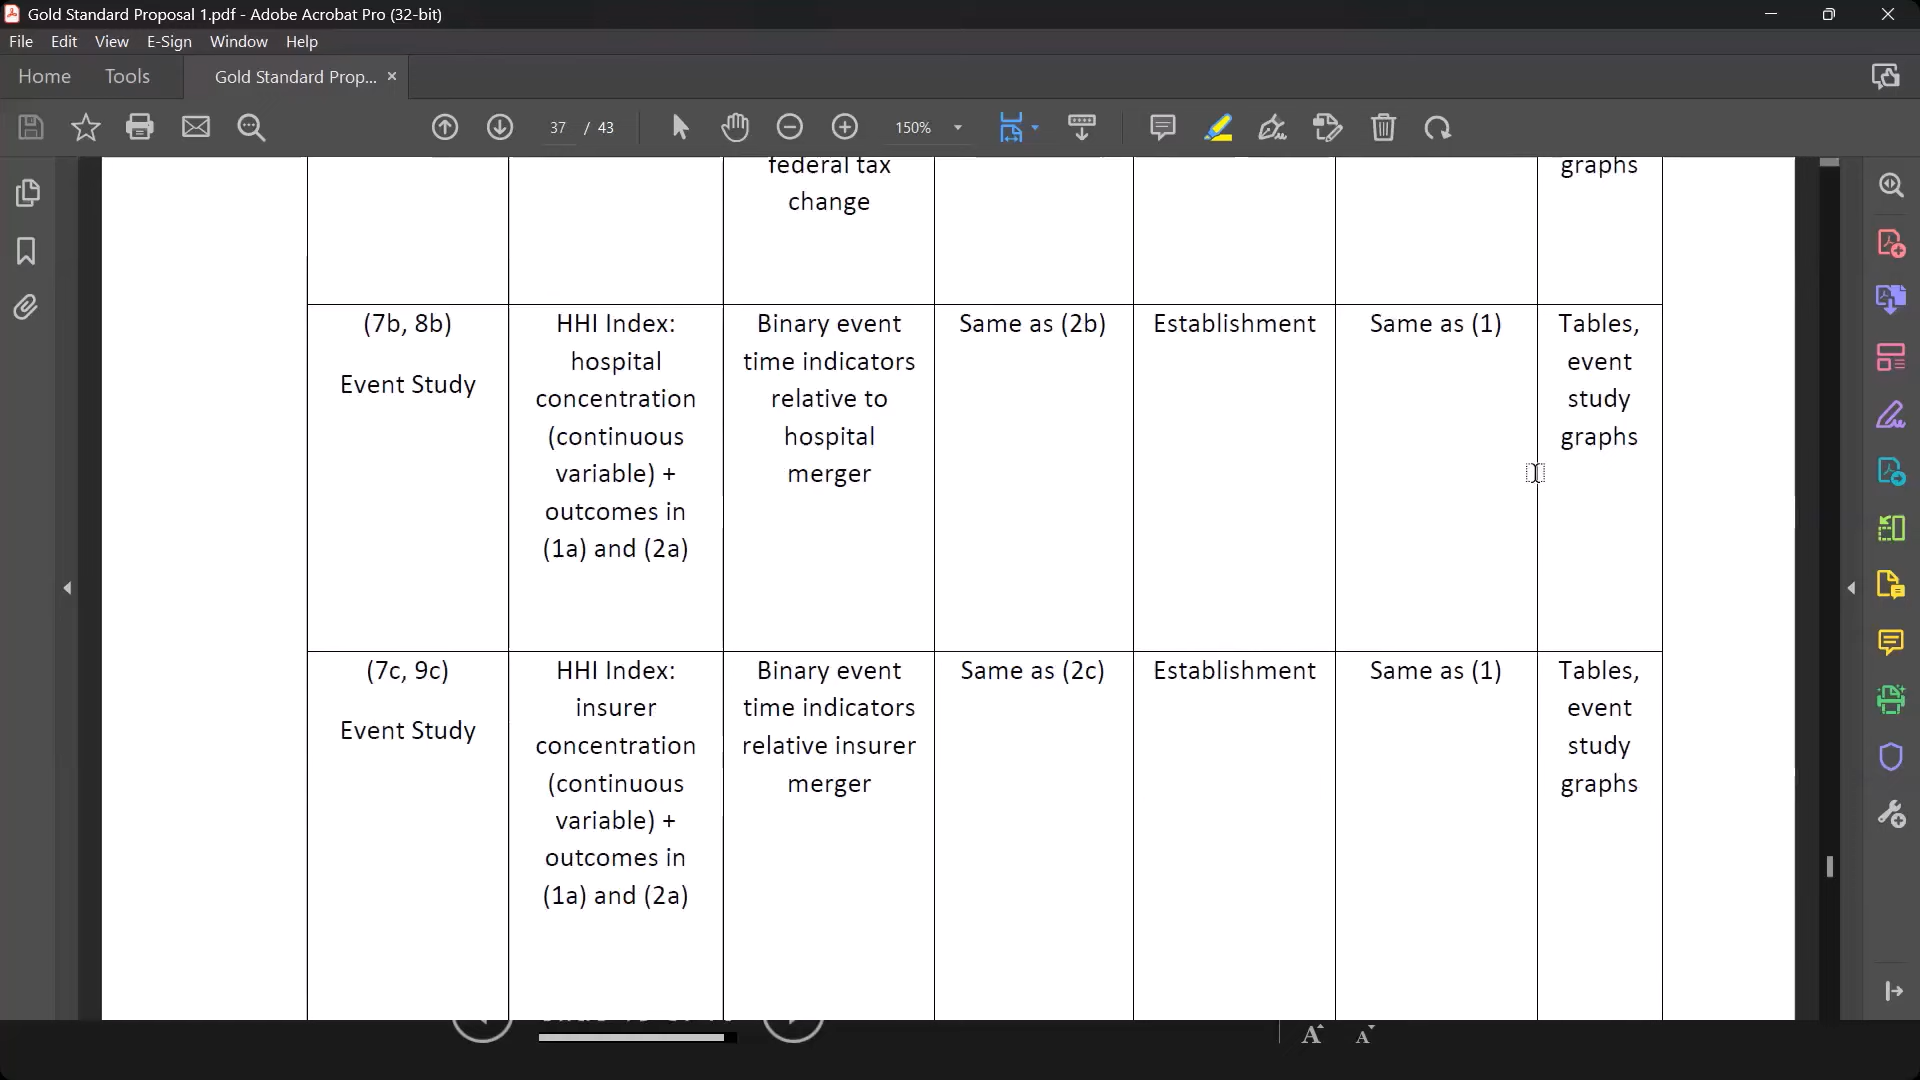 Gold Standard Proposal 1.pdf - Adobe Acrobat Pro (32-bit)
File Edit View E-Sign Window Help
Home Tools Gold Standard Prop... ×
37 / 43 150%
federal tax
change
graphs
(7b, 8b)
Event Study
HHI Index:
hospital
concentration
(continuous
variable) +
outcomes in
(1a) and (2a)
Binary event
time indicators
relative to
hospital
merger
Same as (2b)
Establishment
Same as (1)
Tables,
event
study
graphs
(7c, 9c)
Event Study
HHI Index:
insurer
concentration
(continuous
variable) +
outcomes in
(1a) and (2a)
Binary event
time indicators
relative insurer
merger
Same as (2c)
Establishment
Same as (1)
Tables,
event
study
graphs
A A